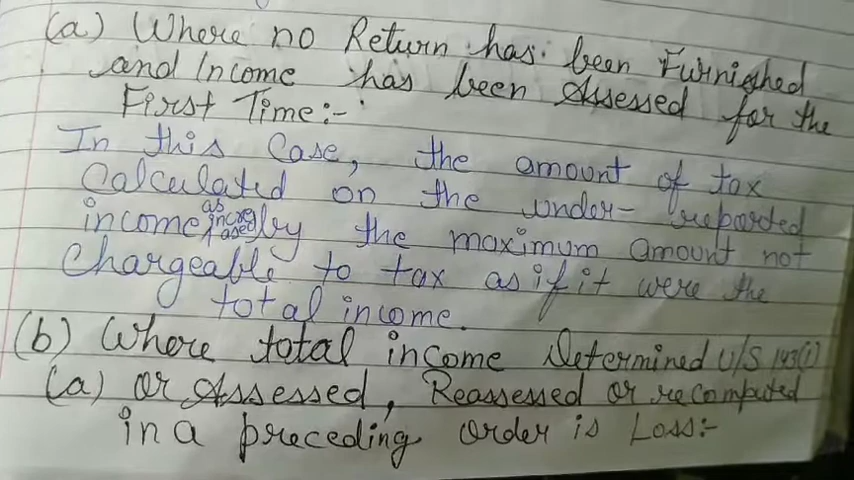 (a) Where no Return has been Furnished
and Income has been Assessed for the
First Time:-
In this Case, the amount of tax
Calculated on the under- reported
income as increased by the maximum amount not
Chargeable to tax as if it were the
total income.
(b) Where total income Determined U/S 143(1)
(a) or Assessed, Reassessed or recomputed
in a preceding order is Loss:-